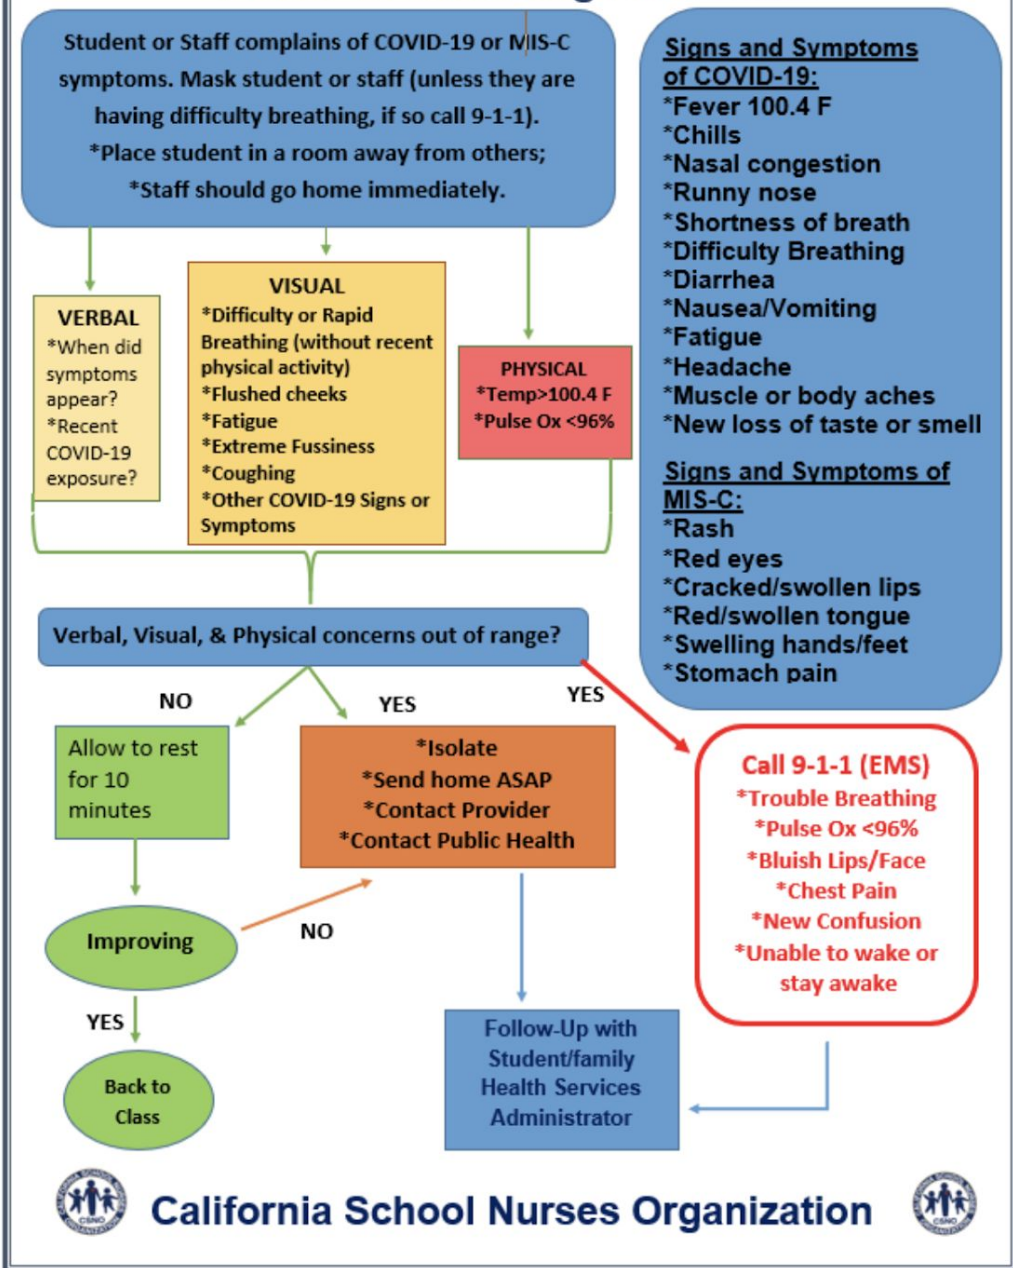 Student or Staff complains of COVID-19 or MIS-C
symptoms. Mask student or staff (unless they are
having difficulty breathing, if so call 9-1-1).
*Place student in a room away from others;
*Staff should go home immediately.
Signs and Symptoms
of COVID-19:
*Fever 100.4 F
*Chills
*Nasal congestion
*Runny nose
*Shortness of breath
*Difficulty Breathing
*Diarrhea
*Nausea/Vomiting
*Fatigue
*Headache
*Muscle or body aches
*New loss of taste or smell
Signs and Symptoms of
MIS-C:
*Rash
*Red eyes
*Cracked/swollen lips
*Red/swollen tongue
*Swelling hands/feet
*Stomach pain
VERBAL
*When did
symptoms
appear?
*Recent
COVID-19
exposure?
VISUAL
*Difficulty or Rapid
Breathing (without recent
physical activity)
*Flushed cheeks
*Fatigue
*Extreme Fussiness
*Coughing
*Other COVID-19 Signs or
Symptoms
PHYSICAL
*Temp>100.4 F
*Pulse Ox <96%
Verbal, Visual, & Physical concerns out of range?
NO
YES
YES
Allow to rest
for 10
minutes
*Isolate
*Send home ASAP
*Contact Provider
*Contact Public Health
Call 9-1-1 (EMS)
*Trouble Breathing
*Pulse Ox <96%
*Bluish Lips/Face
*Chest Pain
*New Confusion
*Unable to wake or
stay awake
Improving
NO
YES
Back to
Class
Follow-Up with
Student/family
Health Services
Administrator
California School Nurses Organization
CSNO
CSNO